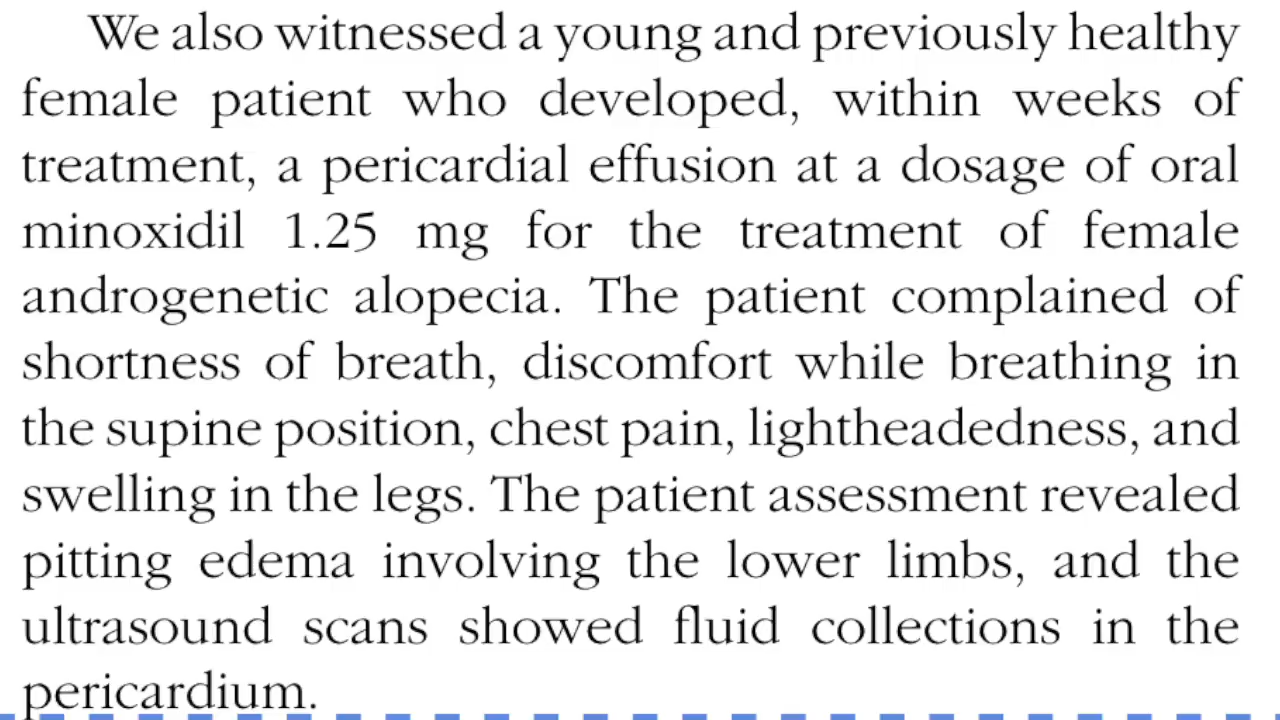 We also witnessed a young and previously healthy
female patient who developed, within weeks of
treatment, a pericardial effusion at a dosage of oral
minoxidil 1.25 mg for the treatment of female
androgenetic alopecia. The patient complained of
shortness of breath, discomfort while breathing in
the supine position, chest pain, lightheadedness, and
swelling in the legs. The patient assessment revealed
pitting edema involving the lower limbs, and the
ultrasound scans showed fluid collections in the
pericardium.